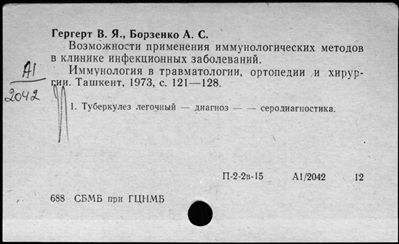 Гергерт В. Я., Борзенко А. С.
Возможности применения иммунологических методов
в клинике инфекционных заболеваний.
Иммунология в травматологии, ортопедии и хирур-
гии. Ташкент, 1973, с. 121—128.
А1
2042
1. Туберкулез легочный — диагноз — — серодиагностика.
П-2-2в-15 А1/2042 12
688 СБМБ при ГЦНМБ